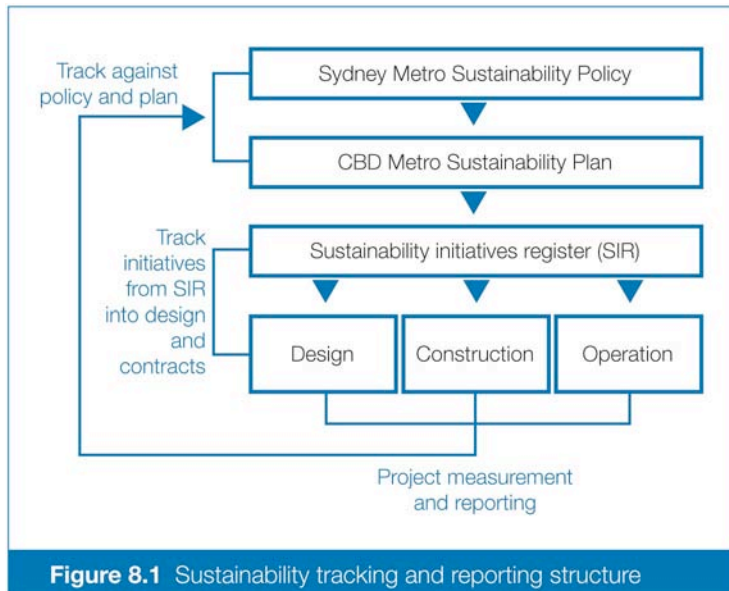 Track against
policy and plan
Sydney Metro Sustainability Policy
CBD Metro Sustainability Plan
Track
initiatives
from SIR
into design
and
contracts
Sustainability initiatives register (SIR)
Design
Construction
Operation
Project measurement
and reporting
Figure 8.1 Sustainability tracking and reporting structure